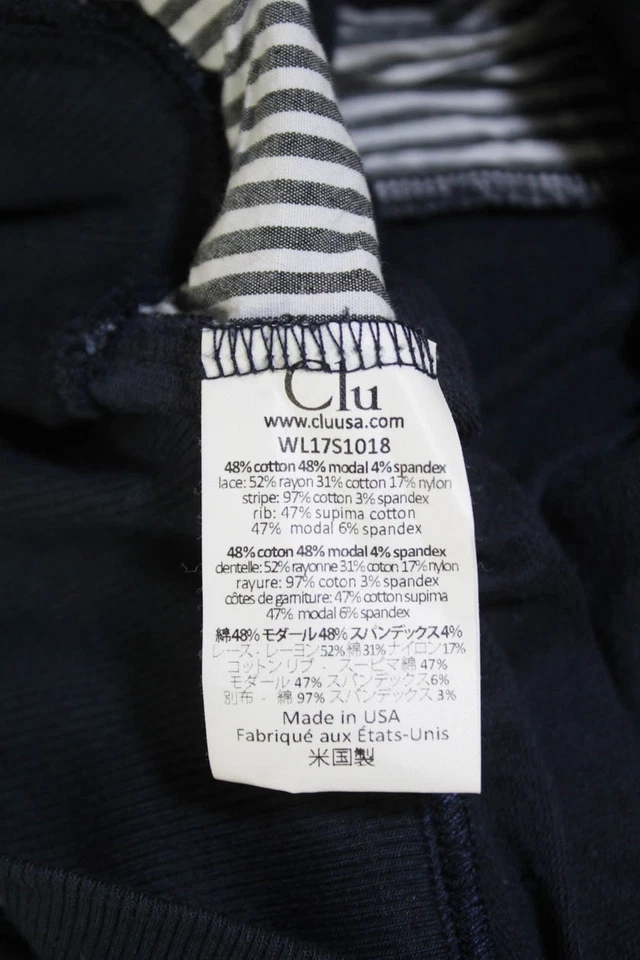 Clu
www.cluusa.com
WL17S1018
48% cotton 48% modal 4% spandex
lace: 52% rayon 31% cotton 17% nylon
stripe: 97% cotton 3% spandex
rib: 47% supima cotton
47% modal 6% spandex
48% coton 48% modal 4% spandex
dentelle: 52% rayonne 31% coton 17% nylon
rayure: 97% coton 3% spandex
côtes de garniture: 47% cotton supima
47% modal 6% spandex
綿48% モダール48% スパンデックス4%
レース - レーヨン52% 綿31% ナイロン17%
コットン リブ - スーピマ綿 47%
モダール 47% スパンデックス6%
別布 - 綿 97% スパンデックス 3%
Made in USA
Fabriqué aux États-Unis
米国製